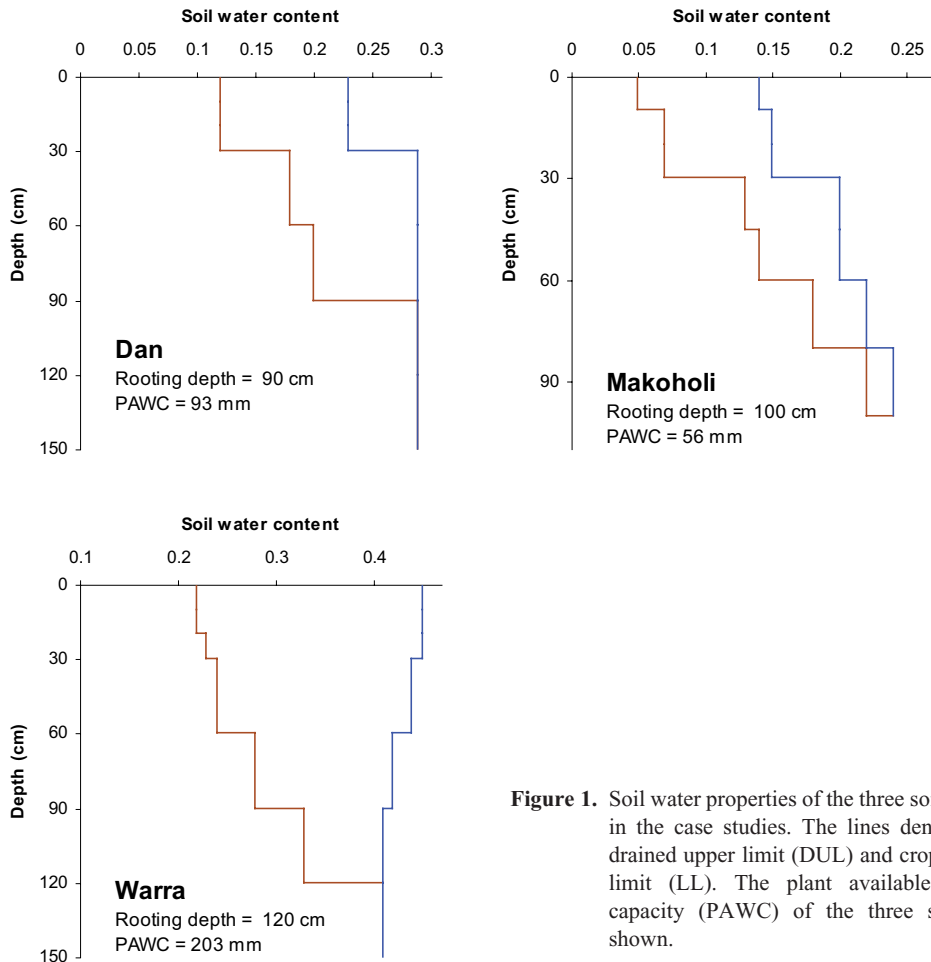 Soil water content
0 0.05 0.1 0.15 0.2 0.25 0.3
0
30
60
90
120
150
Depth (cm)
Dan
Rooting depth = 90 cm
PAWC = 93 mm
Soil water content
0 0.05 0.1 0.15 0.2 0.25
0
30
60
90
Depth (cm)
Makoholi
Rooting depth = 100 cm
PAWC = 56 mm
Soil water content
0.1 0.2 0.3 0.4
0
30
60
90
120
150
Depth (cm)
Warra
Rooting depth = 120 cm
PAWC = 203 mm
Figure 1. Soil water properties of the three so
in the case studies. The lines den
drained upper limit (DUL) and crop
limit (LL). The plant available
capacity (PAWC) of the three s
shown.